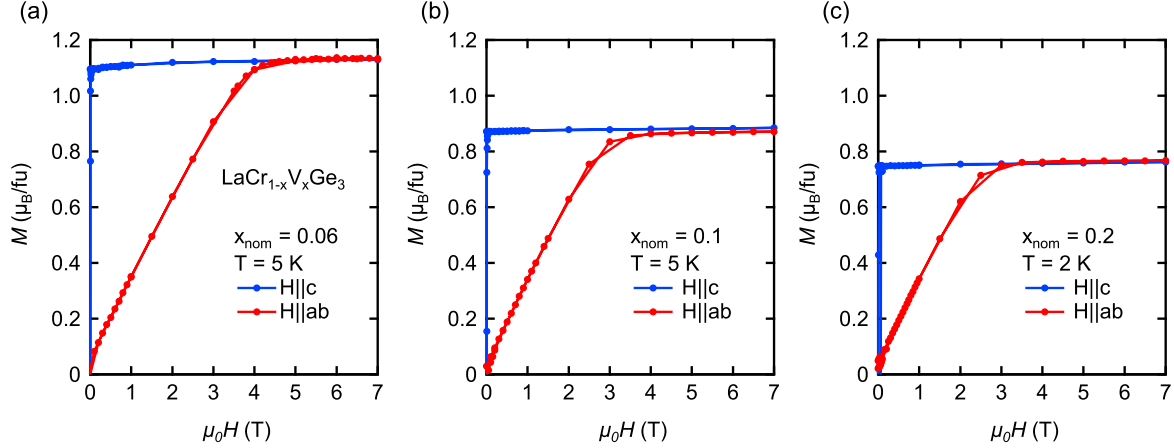 (a)
1.2
1.0
0.8
0.6
0.4
0.2
0
M (μB/fu)
LaCr1-xVxGe3
xnom = 0.06
T = 5 K
H||c
H||ab
0 1 2 3 4 5 6 7
μ0H (T)
(b)
1.2
1.0
0.8
0.6
0.4
0.2
0
M (μB/fu)
xnom = 0.1
T = 5 K
H||c
H||ab
0 1 2 3 4 5 6 7
μ0H (T)
(c)
1.2
1.0
0.8
0.6
0.4
0.2
0
M (μB/fu)
xnom = 0.2
T = 2 K
H||c
H||ab
0 1 2 3 4 5 6 7
μ0H (T)